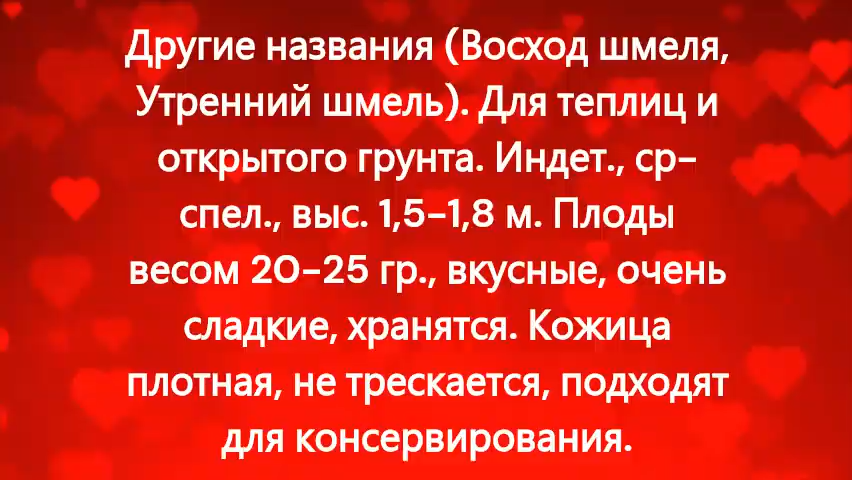 Другие названия (Восход шмеля,
Утренний шмель). Для теплиц и
открытого грунта. Индет., ср-
спел., выс. 1,5-1,8 м. Плоды
весом 20-25 гр., вкусные, очень
сладкие, хранятся. Кожица
плотная, не трескается, подходят
для консервирования.